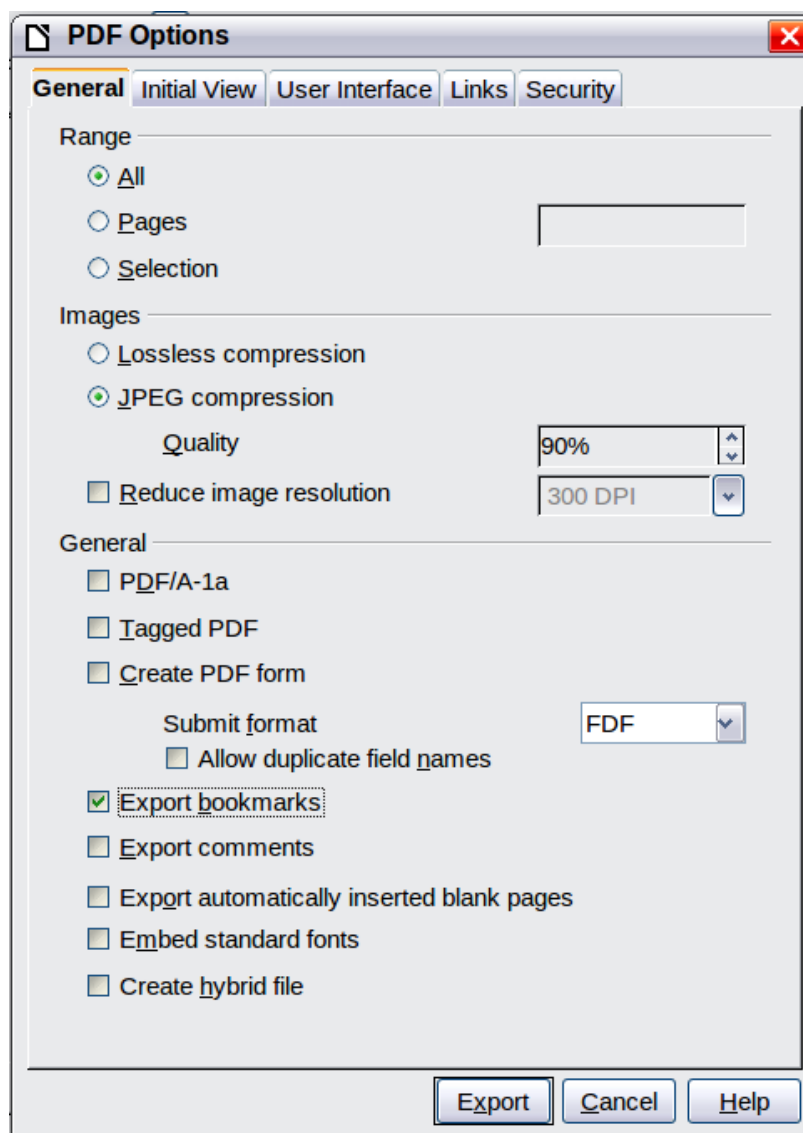 PDF Options
General Initial View User Interface Links Security
Range
All
Pages
Selection
Images
Lossless compression
JPEG compression
Quality 90%
Reduce image resolution 300 DPI
General
PDF/A-1a
Tagged PDF
Create PDF form
Submit format FDF
Allow duplicate field names
Export bookmarks
Export comments
Export automatically inserted blank pages
Embed standard fonts
Create hybrid file
Export Cancel Help